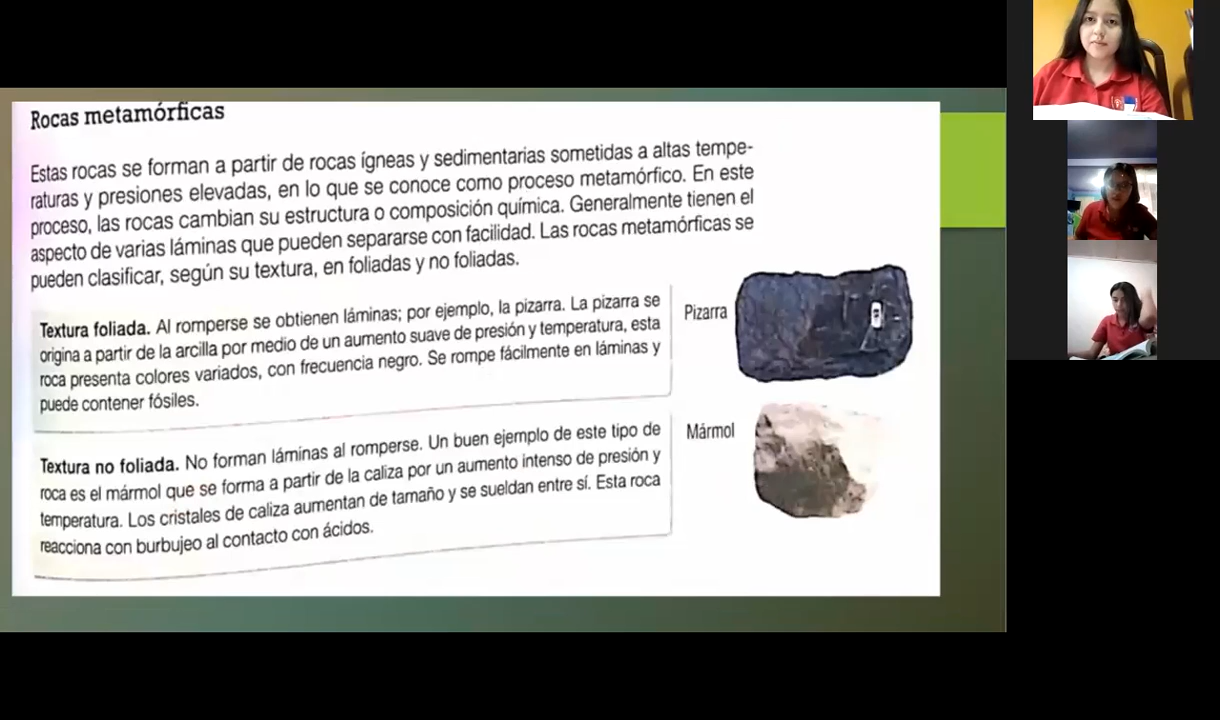 Rocas metamórficas
Estas rocas se forman a partir de rocas ígneas y sedimentarias sometidas a altas tempe-
raturas y presiones elevadas, en lo que se conoce como proceso metamórfico. En este
proceso, las rocas cambian su estructura o composición química. Generalmente tienen el
aspecto de varias láminas que pueden separarse con facilidad. Las rocas metamórficas se
pueden clasificar, según su textura, en foliadas y no foliadas.
Textura foliada. Al romperse se obtienen láminas; por ejemplo, la pizarra. La pizarra se
origina a partir de la arcilla por medio de un aumento suave de presión y temperatura, esta
roca presenta colores variados, con frecuencia negro. Se rompe fácilmente en láminas y
puede contener fósiles.
Pizarra
Textura no foliada. No forman láminas al romperse. Un buen ejemplo de este tipo de
roca es el mármol que se forma a partir de la caliza por un aumento intenso de presión y
temperatura. Los cristales de caliza aumentan de tamaño y se sueldan entre sí. Esta roca
reacciona con burbujeo al contacto con ácidos.
Mármol